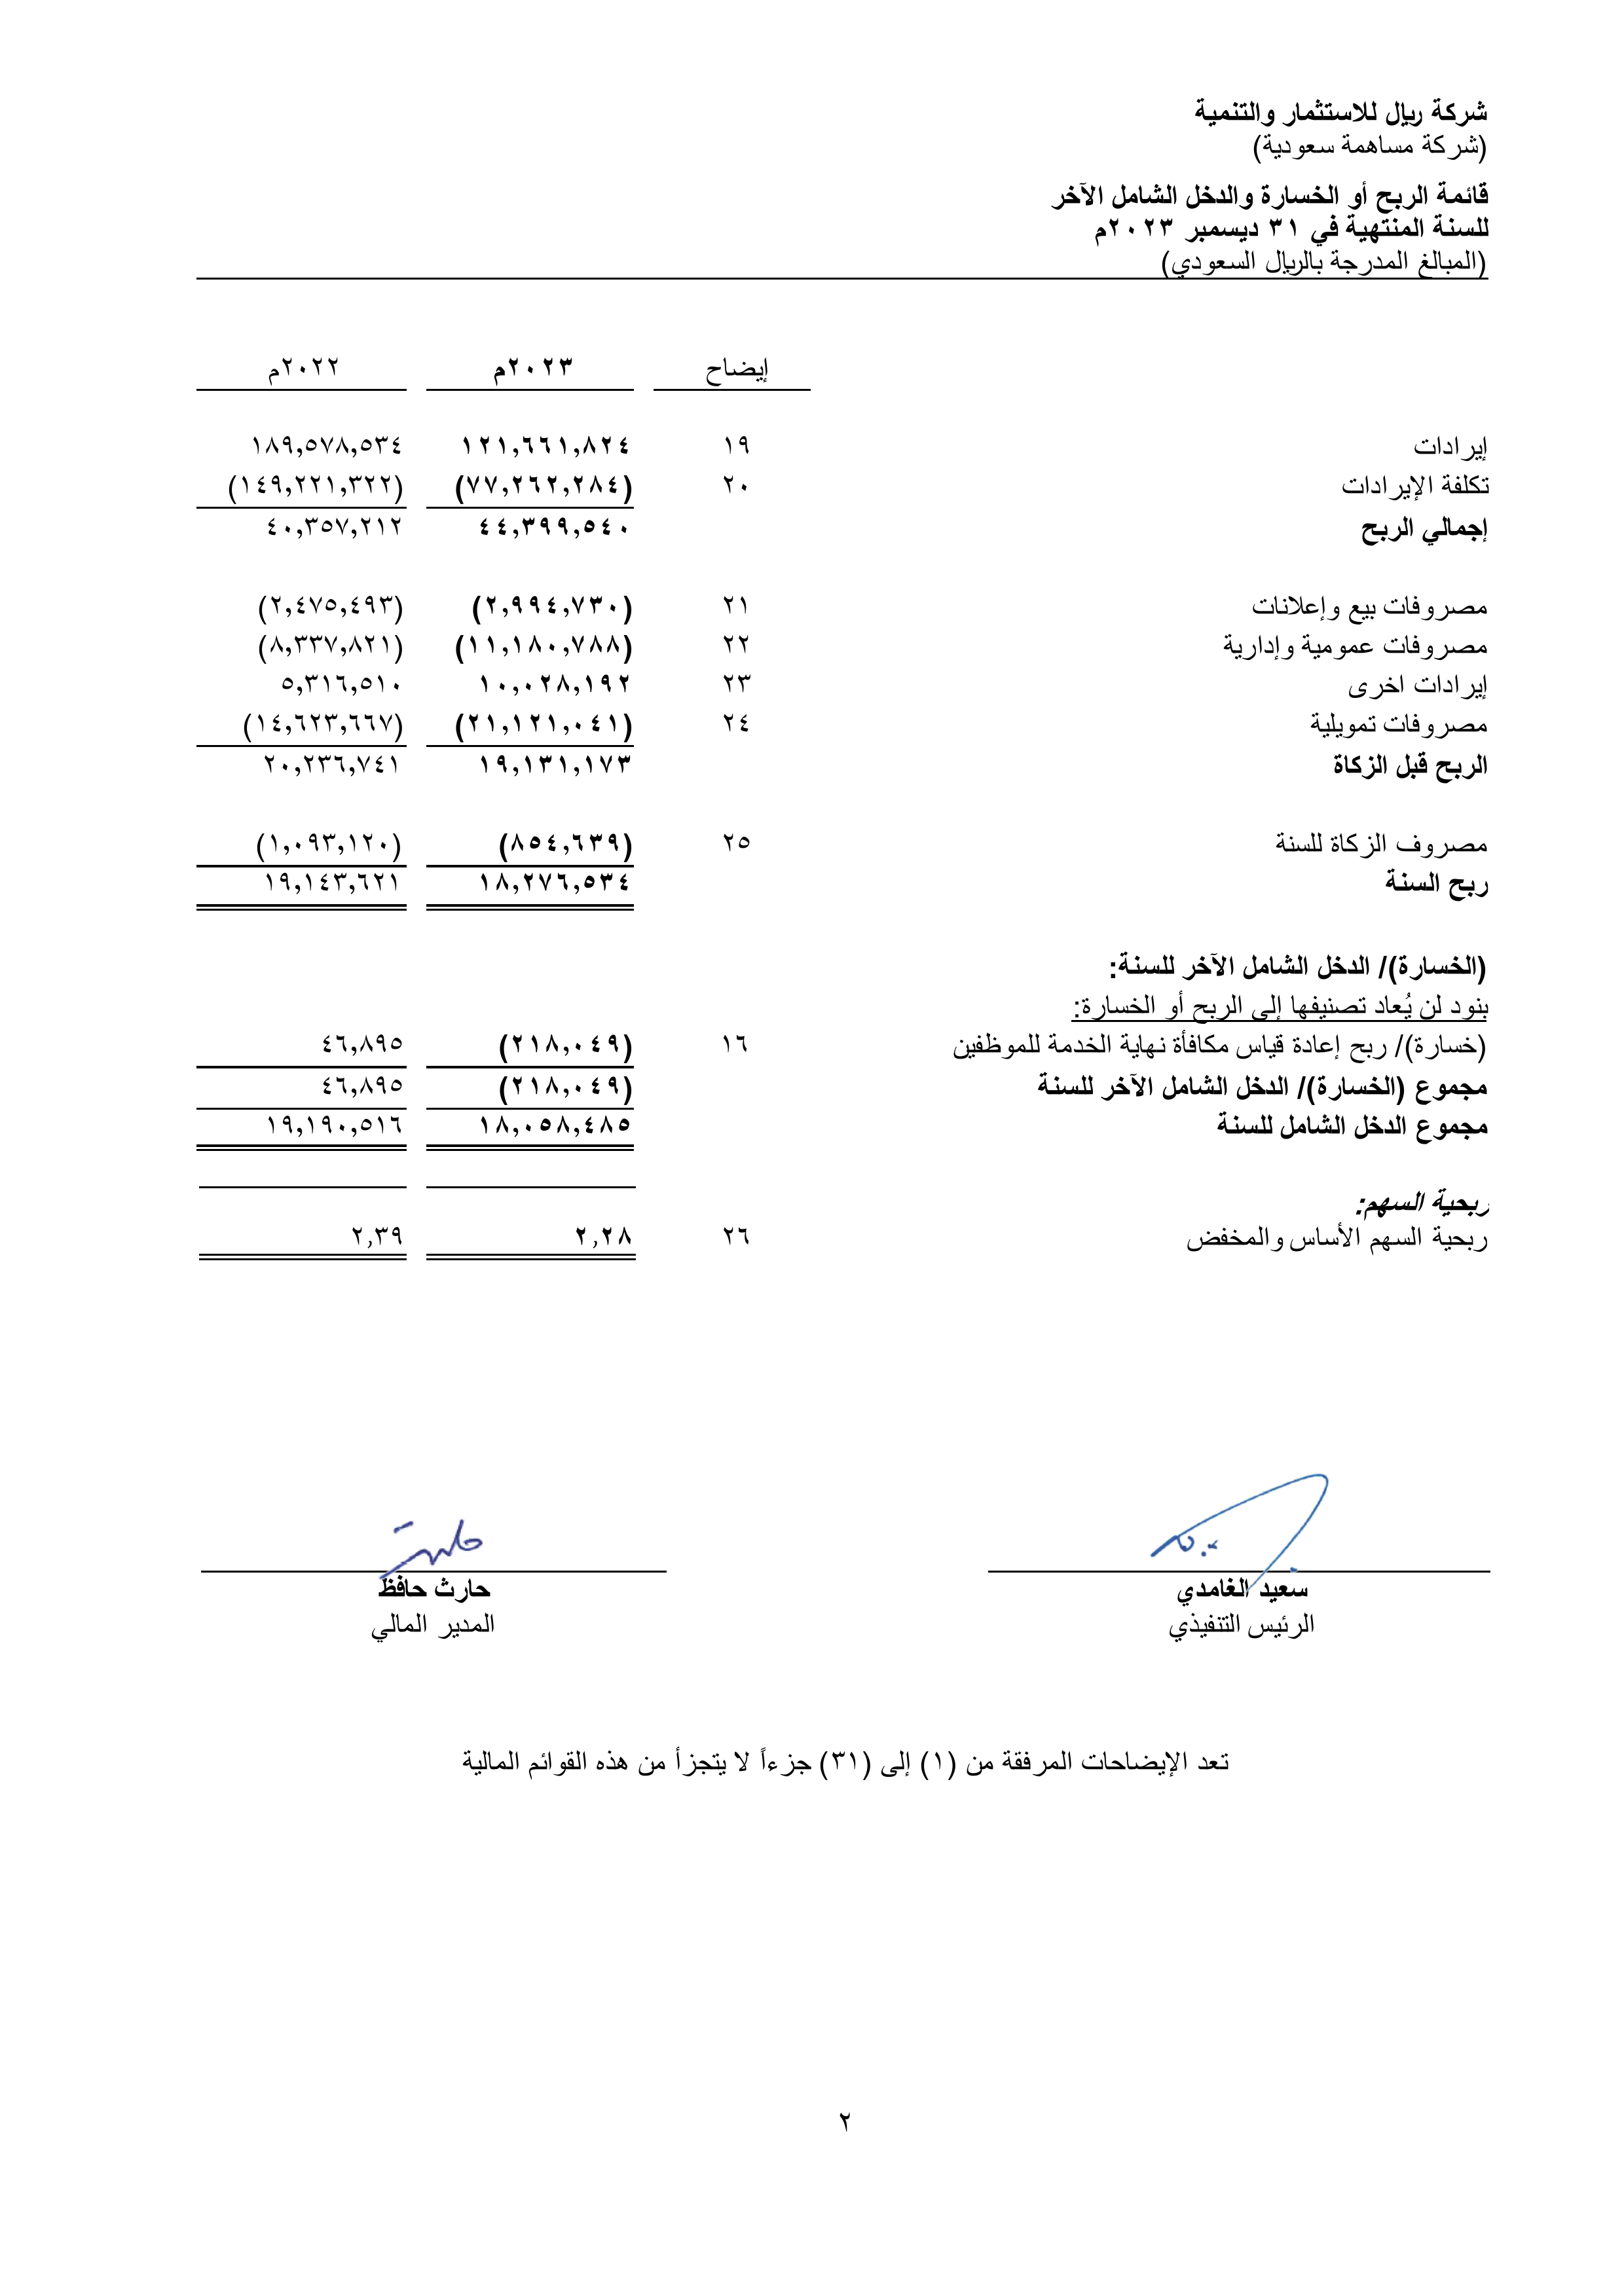 شركة ريال للاستثمار والتنمية
(شركة مساهمة سعودية)
قائمة الربح أو الخسارة والدخل الشامل الآخر
للسنة المنتهية في ٣١ ديسمبر ٢٠٢٣م
(المبالغ المدرجة بالريال السعودي)
إيضاح ٢٠٢٣م ٢٠٢٢م
إيرادات ١٩ ١٢١,٦٦١,٨٢٤ ١٨٩,٥٧٨,٥٣٤
تكلفة الإيرادات ٢٠ (٧٧,٢٦٢,٢٨٤) (١٤٩,٢٢١,٣٢٢)
إجمالي الربح ٤٤,٣٩٩,٥٤٠ ٤٠,٣٥٧,٢١٢
مصروفات بيع وإعلانات ٢١ (٢,٩٩٤,٧٣٠) (٢,٤٧٥,٤٩٣)
مصروفات عمومية وإدارية ٢٢ (١١,١٨٠,٧٨٨) (٨,٣٣٧,٨٢١)
إيرادات اخرى ٢٣ ١٠,٠٢٨,١٩٢ ٥,٣١٦,٥١٠
مصروفات تمويلية ٢٤ (٢١,١٢١,٠٤١) (١٤,٦٢٣,٦٦٧)
الربح قبل الزكاة ١٩,١٣١,١٧٣ ٢٠,٢٣٦,٧٤١
مصروف الزكاة للسنة ٢٥ (٨٥٤,٦٣٩) (١,٠٩٣,١٢٠)
ربح السنة ١٨,٢٧٦,٥٣٤ ١٩,١٤٣,٦٢١
(الخسارة)/ الدخل الشامل الآخر للسنة:
بنود لن يُعاد تصنيفها إلى الربح أو الخسارة:
(خسارة)/ ربح إعادة قياس مكافأة نهاية الخدمة للموظفين ١٦ (٢١٨,٠٤٩) ٤٦,٨٩٥
مجموع (الخسارة)/ الدخل الشامل الآخر للسنة (٢١٨,٠٤٩) ٤٦,٨٩٥
مجموع الدخل الشامل للسنة ١٨,٠٥٨,٤٨٥ ١٩,١٩٠,٥١٦
ربحية السهم:
ربحية السهم الأساس والمخفض ٢٦ ٢,٢٨ ٢,٣٩
سعيد الغامدي حارث حافظ
الرئيس التنفيذي المدير المالي
تعد الإيضاحات المرفقة من (١) إلى (٣١) جزءاً لا يتجزأ من هذه القوائم المالية
٢